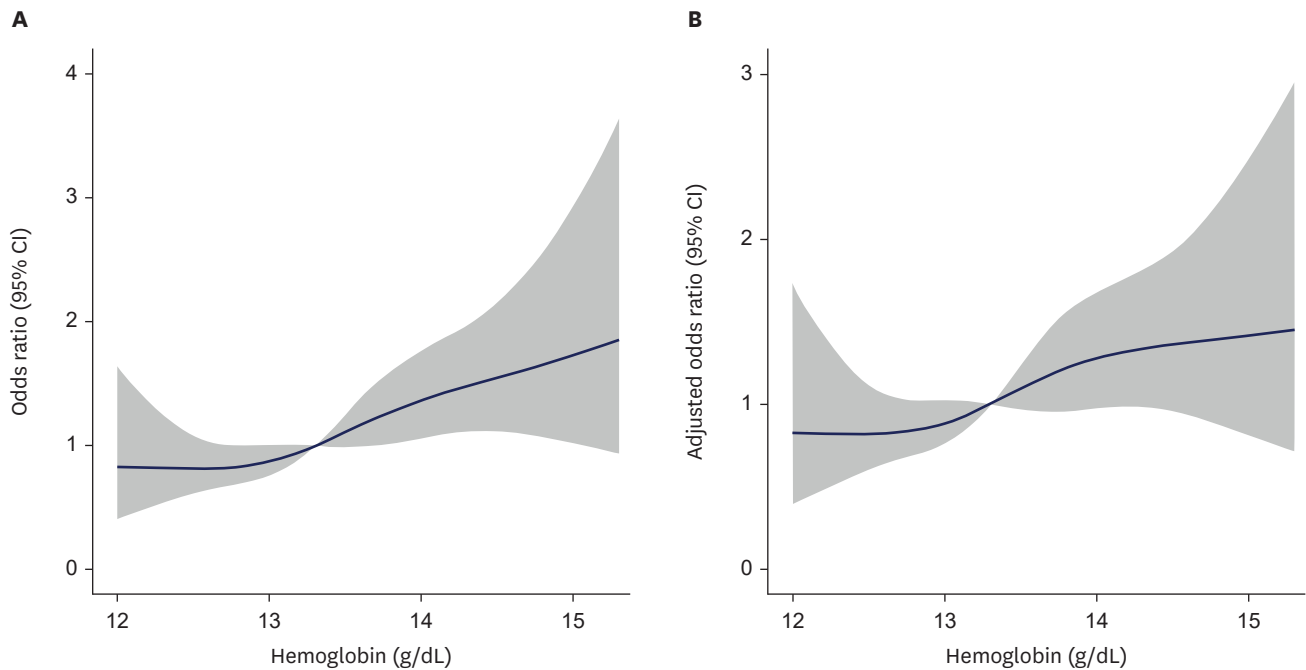 A
Odds ratio (95% CI)
4
3
2
1
0
12 13 14 15
Hemoglobin (g/dL)
B
Adjusted odds ratio (95% CI)
3
2
1
0
12 13 14 15
Hemoglobin (g/dL)